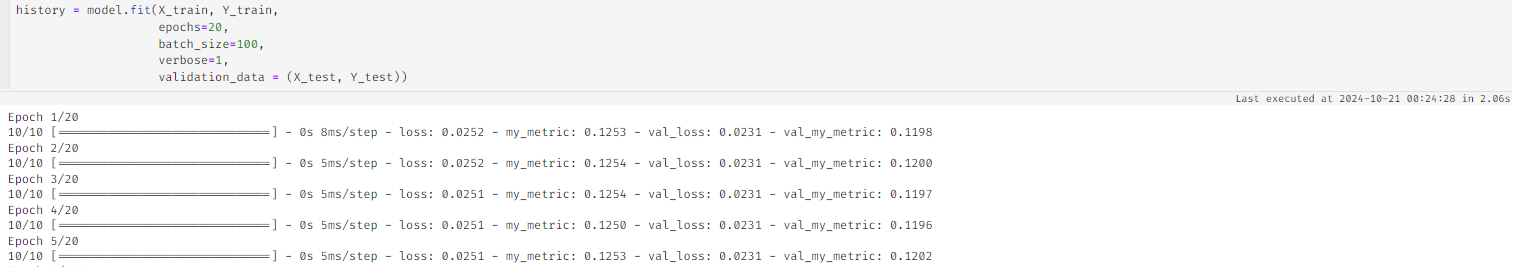 history = model.fit(X_train, Y_train,
                    epochs=20,
                    batch_size=100,
                    verbose=1,
                    validation_data = (X_test, Y_test))
Last executed at 2024-10-21 00:24:28 in 2.06s
Epoch 1/20
10/10 [==============================] - 0s 8ms/step - loss: 0.0252 - my_metric: 0.1253 - val_loss: 0.0231 - val_my_metric: 0.1198
Epoch 2/20
10/10 [==============================] - 0s 5ms/step - loss: 0.0252 - my_metric: 0.1254 - val_loss: 0.0231 - val_my_metric: 0.1200
Epoch 3/20
10/10 [==============================] - 0s 5ms/step - loss: 0.0251 - my_metric: 0.1254 - val_loss: 0.0231 - val_my_metric: 0.1197
Epoch 4/20
10/10 [==============================] - 0s 5ms/step - loss: 0.0251 - my_metric: 0.1250 - val_loss: 0.0231 - val_my_metric: 0.1196
Epoch 5/20
10/10 [==============================] - 0s 5ms/step - loss: 0.0251 - my_metric: 0.1253 - val_loss: 0.0231 - val_my_metric: 0.1202